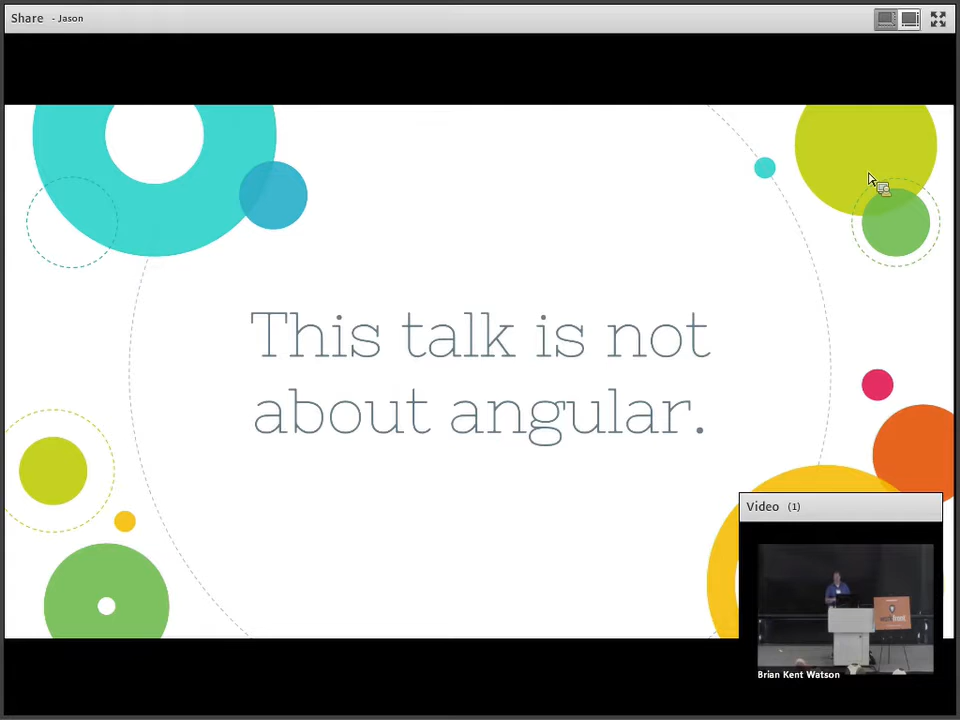 Share - Jason
This talk is not
about angular.
Video (1)
Brian Kent Watson